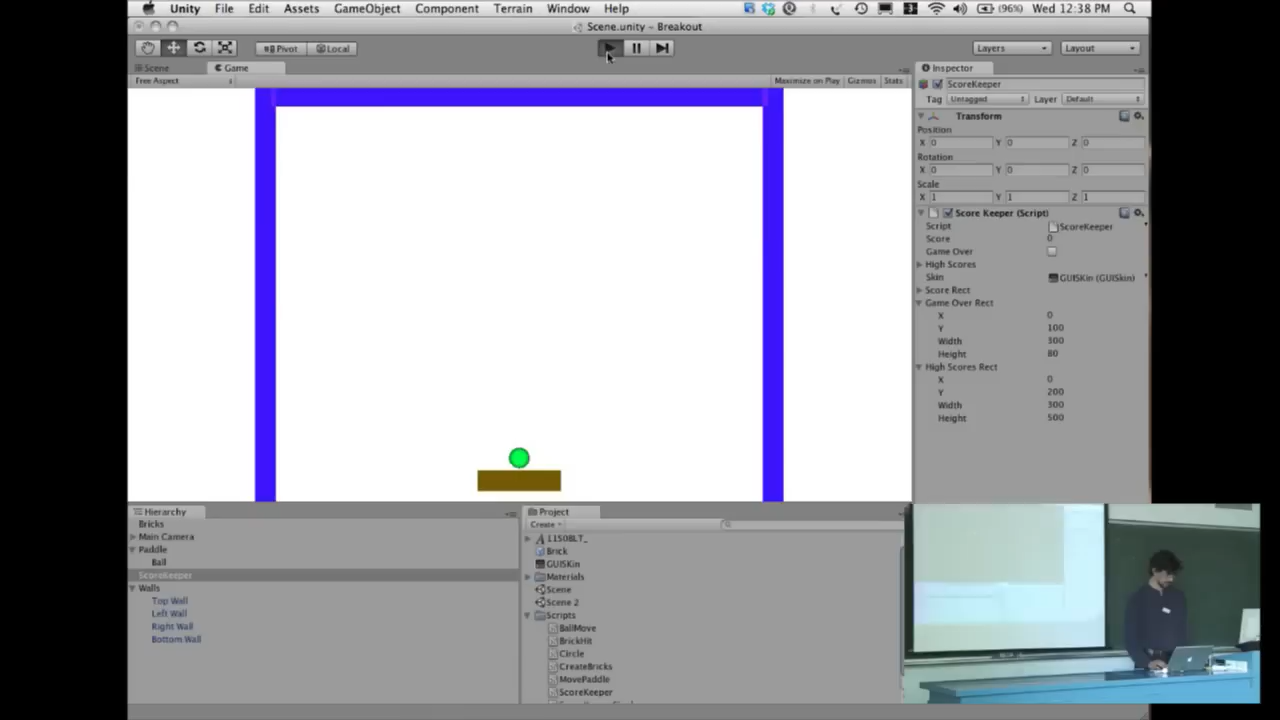 Unity File Edit Assets GameObject Component Terrain Window Help (96%) Wed 12:38 PM
Scene.unity – Breakout
Pivot Local Layers Layout
Scene Game Inspector
Free Aspect Maximize on Play Gizmos Stats
ScoreKeeper
Tag Untagged Layer Default
Transform
Position
X 0 Y 0 Z 0
Rotation
X 0 Y 0 Z 0
Scale
X 1 Y 1 Z 1
Score Keeper (Script)
Script ScoreKeeper
Score 0
Game Over
High Scores
Skin GUISkin (GUISkin)
Score Rect
Game Over Rect
X 0
Y 100
Width 300
Height 80
High Scores Rect
X 0
Y 200
Width 300
Height 500
Hierarchy
Bricks
Main Camera
Paddle
Ball
ScoreKeeper
Walls
Top Wall
Left Wall
Right Wall
Bottom Wall
Project
Create
1150BLT_
Brick
GUISkin
Materials
Scene
Scene 2
Scripts
BallMove
BrickHit
Circle
CreateBricks
MovePaddle
ScoreKeeper